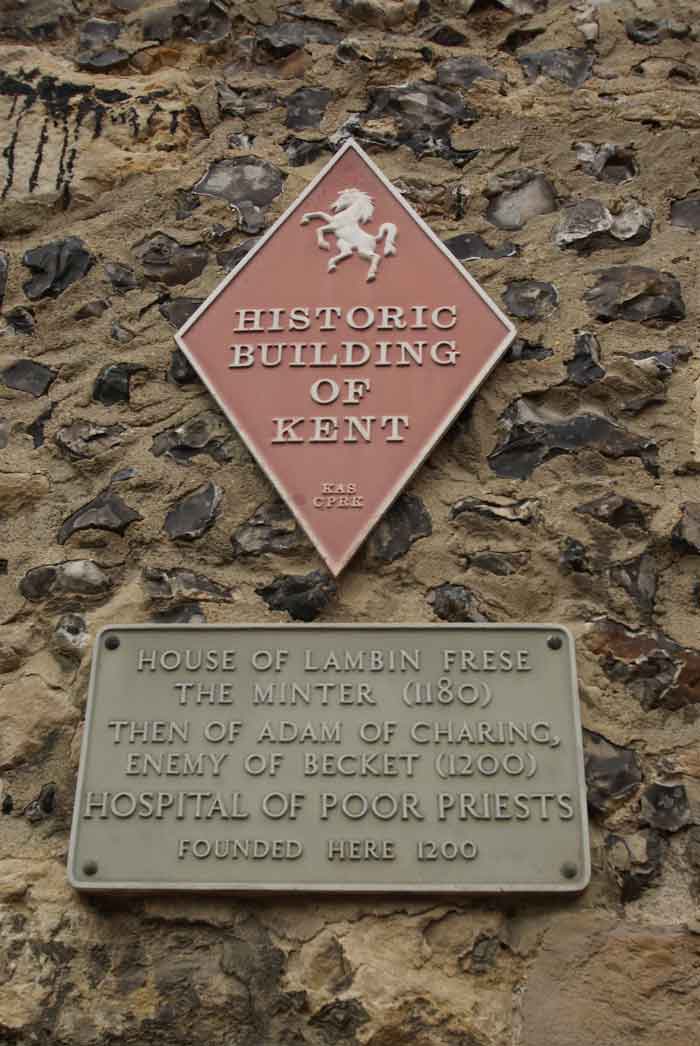 HISTORIC
BUILDING
OF
KENT
KAS
CPRK
HOUSE OF LAMBIN FRESE
THE MINTER (1180)
THEN OF ADAM OF CHARING,
ENEMY OF BECKET (1200)
HOSPITAL OF POOR PRIESTS
FOUNDED HERE 1200